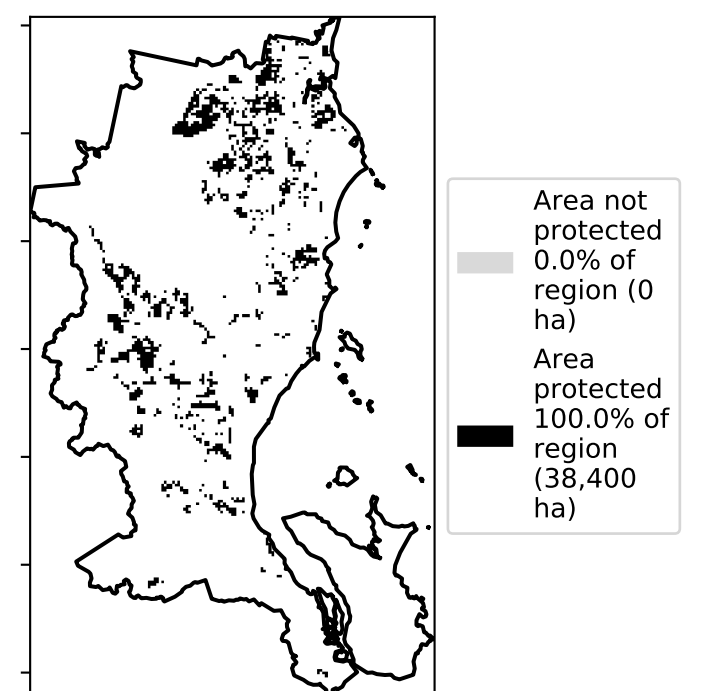 Area not
protected
0.0% of
region (0
ha)
Area
protected
100.0% of
region
(38,400
ha)